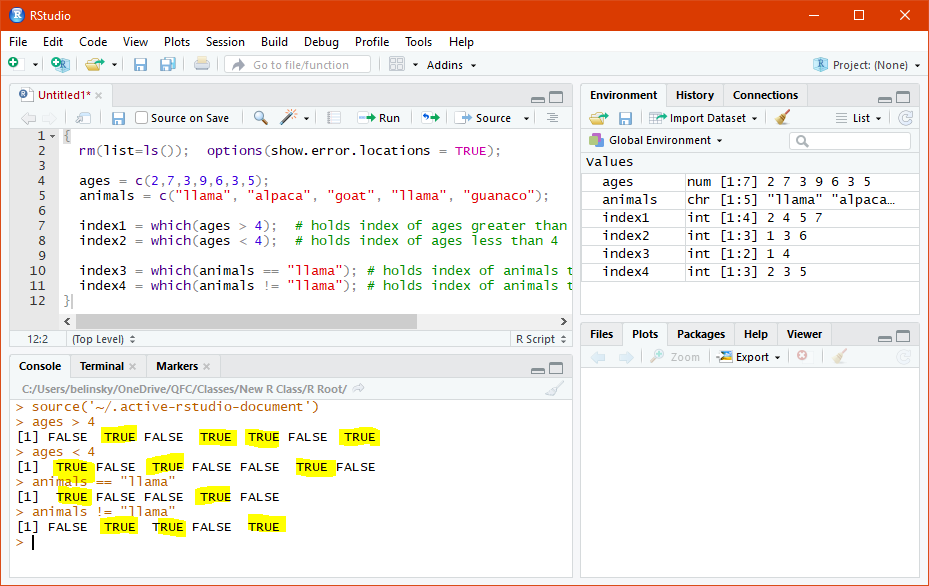 RStudio
File Edit Code View Plots Session Build Debug Profile Tools Help
Go to file/function Addins Project: (None)
Untitled1*
Source on Save Run Source
1 {
2 rm(list=ls()); options(show.error.locations = TRUE);
3
4 ages = c(2,7,3,9,6,3,5);
5 animals = c("llama", "alpaca", "goat", "llama", "guanaco");
6
7 index1 = which(ages > 4); # holds index of ages greater than
8 index2 = which(ages < 4); # holds index of ages less than 4
9
10 index3 = which(animals == "llama"); # holds index of animals t
11 index4 = which(animals != "llama"); # holds index of animals t
12 }
12:2 (Top Level) R Script
Console Terminal Markers
C:/Users/belinsky/OneDrive/QFC/Classes/New R Class/R Root/
> source('~/.active-rstudio-document')
> ages > 4
[1] FALSE TRUE FALSE TRUE TRUE FALSE TRUE
> ages < 4
[1] TRUE FALSE TRUE FALSE FALSE TRUE FALSE
> animals == "llama"
[1] TRUE FALSE FALSE TRUE FALSE
> animals != "llama"
[1] FALSE TRUE TRUE FALSE TRUE
>
Environment History Connections
Import Dataset List
Global Environment
Values
ages num [1:7] 2 7 3 9 6 3 5
animals chr [1:5] "llama" "alpaca…
index1 int [1:4] 2 4 5 7
index2 int [1:3] 1 3 6
index3 int [1:2] 1 4
index4 int [1:3] 2 3 5
Files Plots Packages Help Viewer
Zoom Export